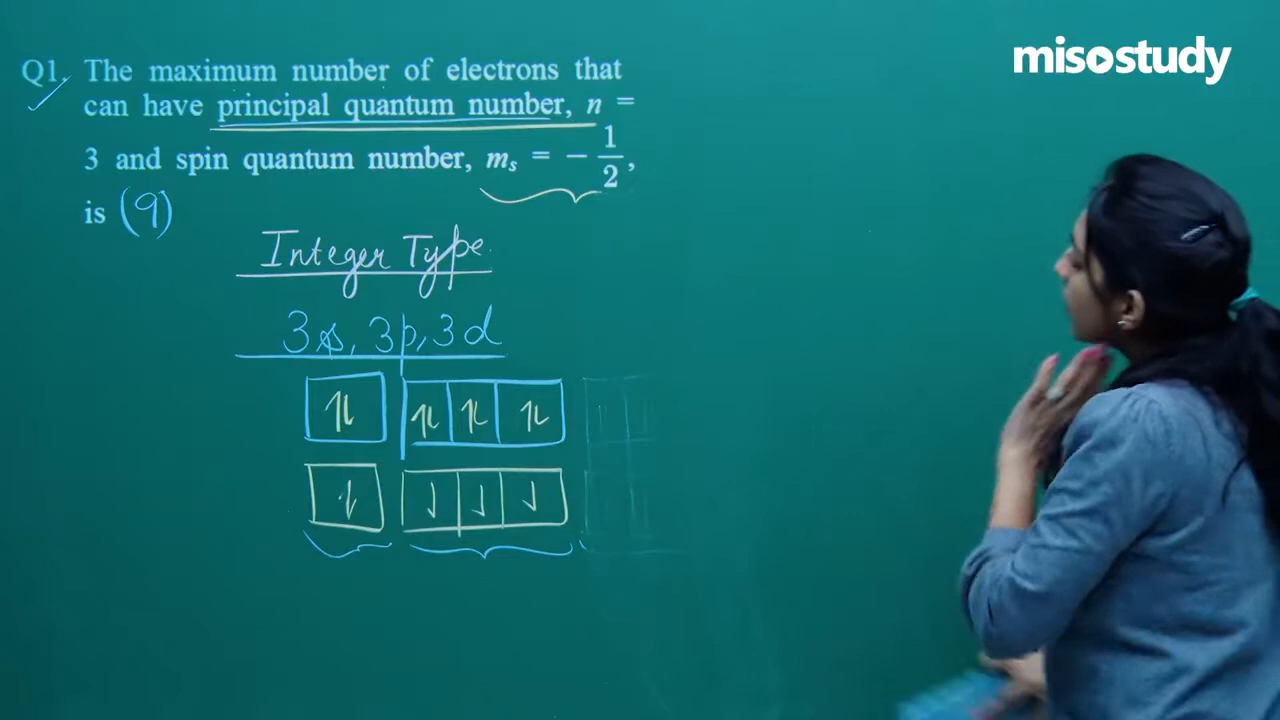 misostudy
Q1. The maximum number of electrons that
can have principal quantum number, n =
3 and spin quantum number, mₛ = − 1/2,
is (9)
Integer Type.
3s, 3p, 3d
⥮ ⥮ ⥮ ⥮
⇂ ⇃ ⇃ ⇃